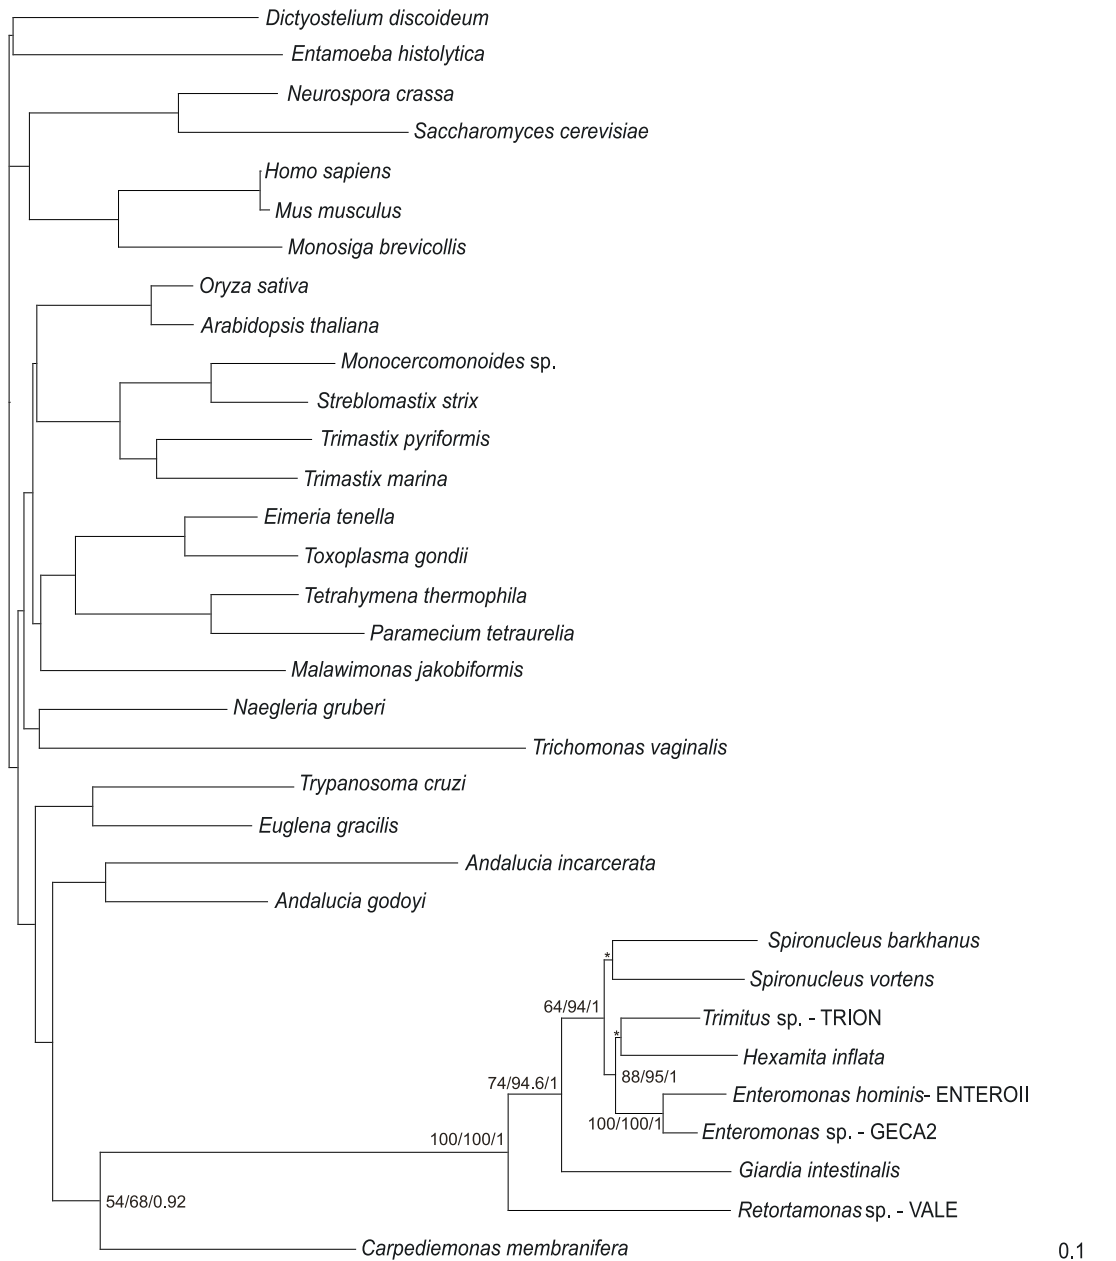 Dictyostelium discoideum
Entamoeba histolytica
Neurospora crassa
Saccharomyces cerevisiae
Homo sapiens
Mus musculus
Monosiga brevicollis
Oryza sativa
Arabidopsis thaliana
Monocercomonoides sp.
Streblomastix strix
Trimastix pyriformis
Trimastix marina
Eimeria tenella
Toxoplasma gondii
Tetrahymena thermophila
Paramecium tetraurelia
Malawimonas jakobiformis
Naegleria gruberi
Trichomonas vaginalis
Trypanosoma cruzi
Euglena gracilis
Andalucia incarcerata
Andalucia godoyi
Spironucleus barkhanus
*
Spironucleus vortens
64/94/1
Trimitus sp. - TRION
*
Hexamita inflata
88/95/1
74/94.6/1
Enteromonas hominis- ENTEROII
100/100/1
Enteromonas sp. - GECA2
100/100/1
Giardia intestinalis
54/68/0.92
Retortamonas sp. - VALE
Carpediemonas membranifera
0.1